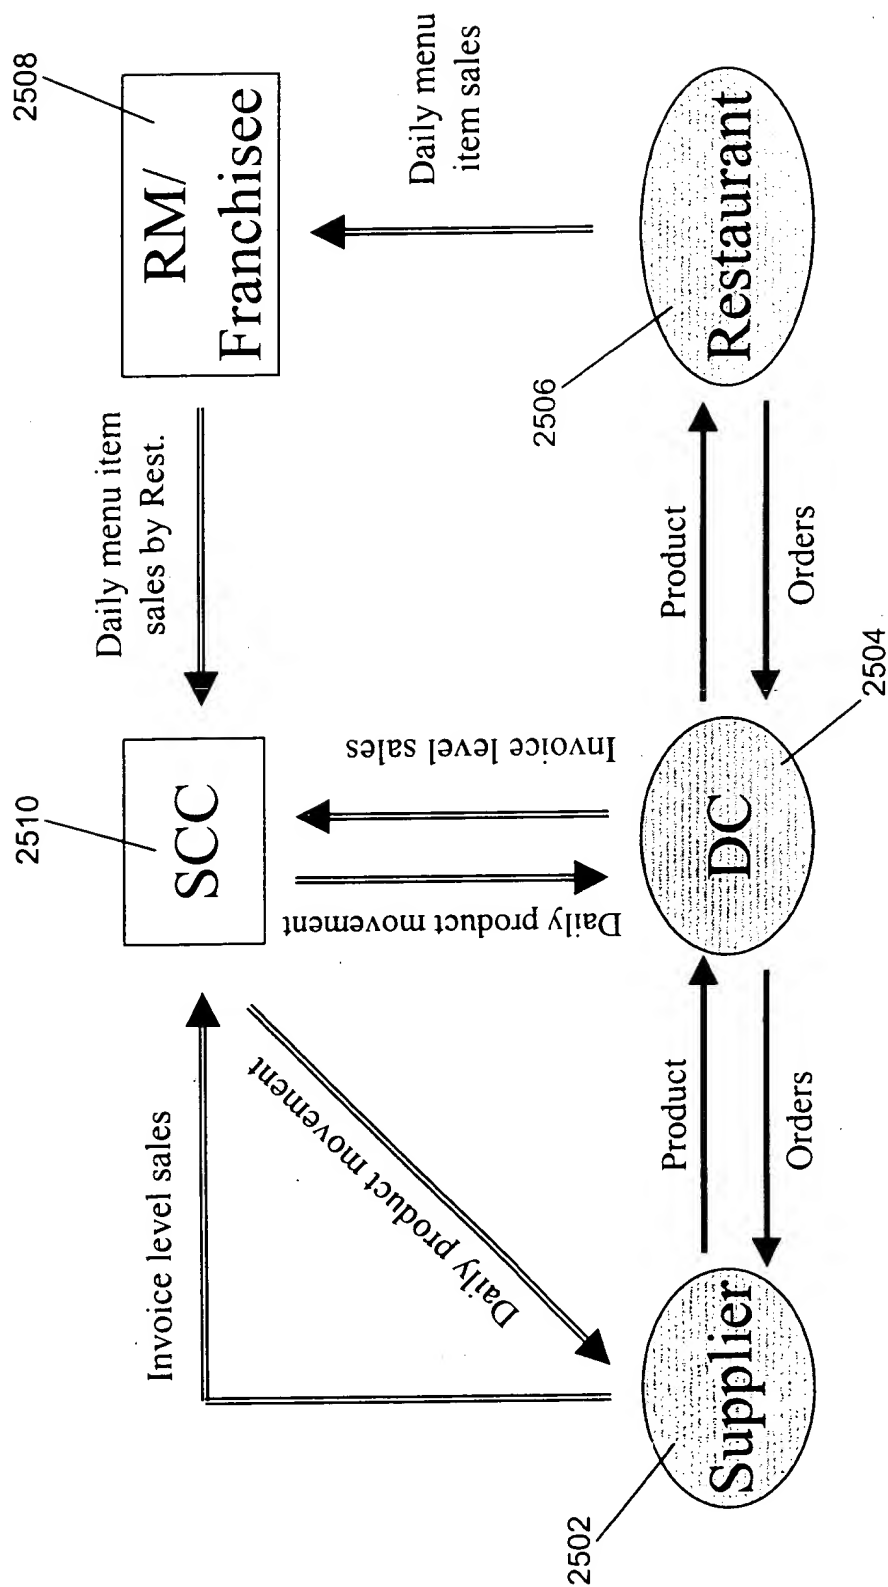 2510
2508
SCC
RM/
Franchisee
Daily menu item
sales by Rest.
Invoice level sales
Daily product movement
Daily product movement
Invoice level sales
Daily menu
item sales
2502
Supplier
Product
Orders
DC
2504
Product
Orders
2506
Restaurant